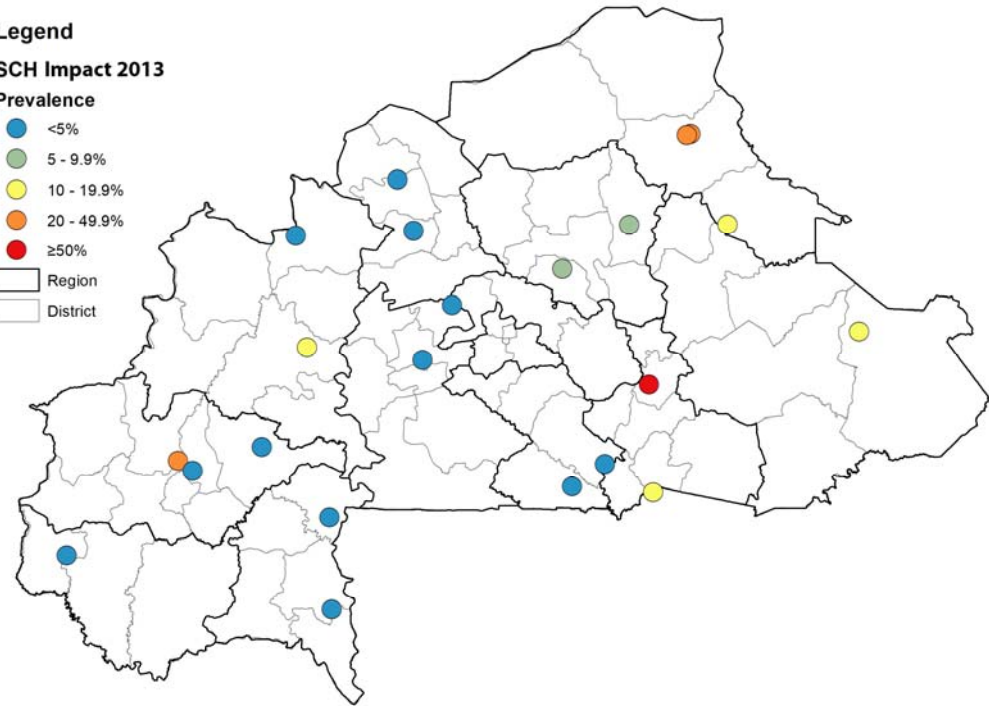 Legend
SCH Impact 2013
Prevalence
<5%
5 - 9.9%
10 - 19.9%
20 - 49.9%
≥50%
Region
District